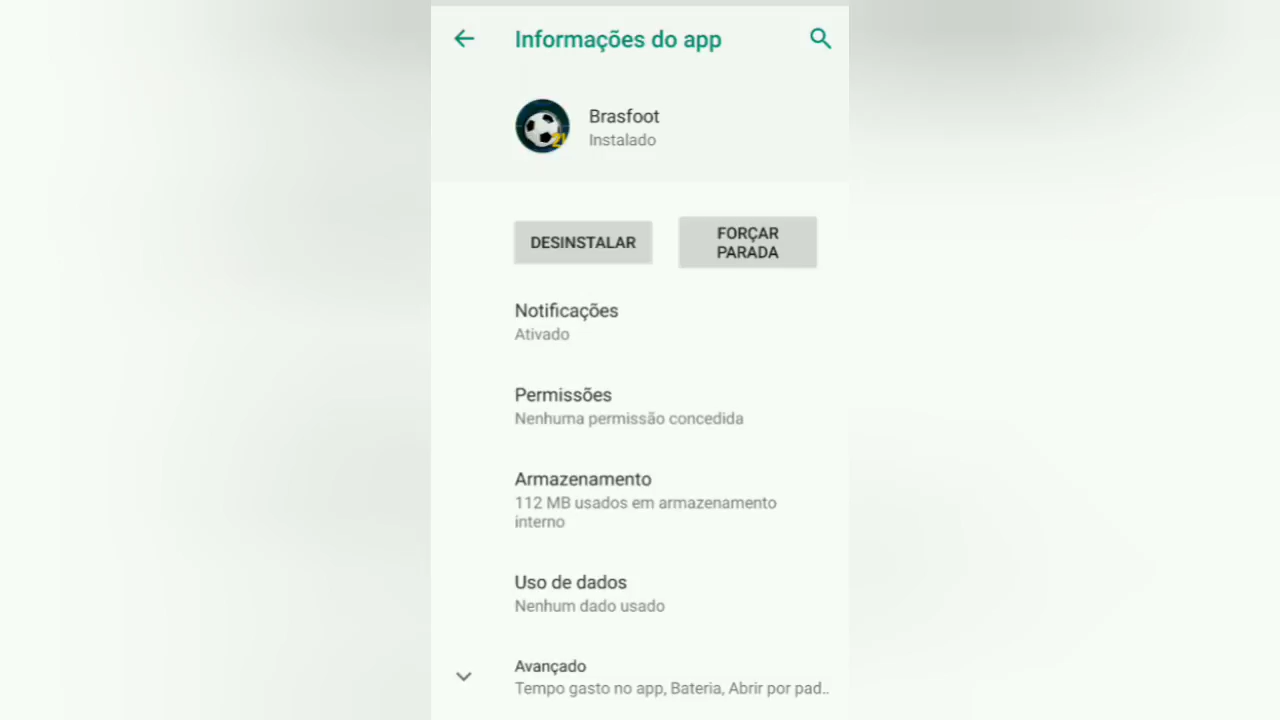 Informações do app
Brasfoot
Instalado
DESINSTALAR
FORÇAR
PARADA
Notificações
Ativado
Permissões
Nenhuma permissão concedida
Armazenamento
112 MB usados em armazenamento
interno
Uso de dados
Nenhum dado usado
Avançado
Tempo gasto no app, Bateria, Abrir por pad..